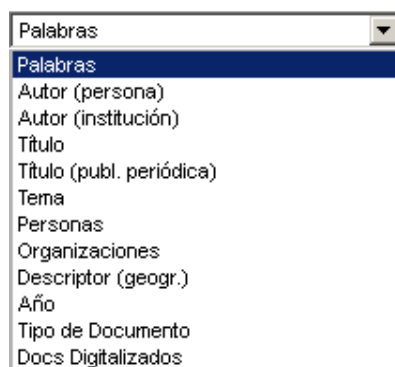 Palabras
Palabras
Autor (persona)
Autor (institución)
Título
Título (publ. periódica)
Tema
Personas
Organizaciones
Descriptor (geogr.)
Año
Tipo de Documento
Docs Digitalizados